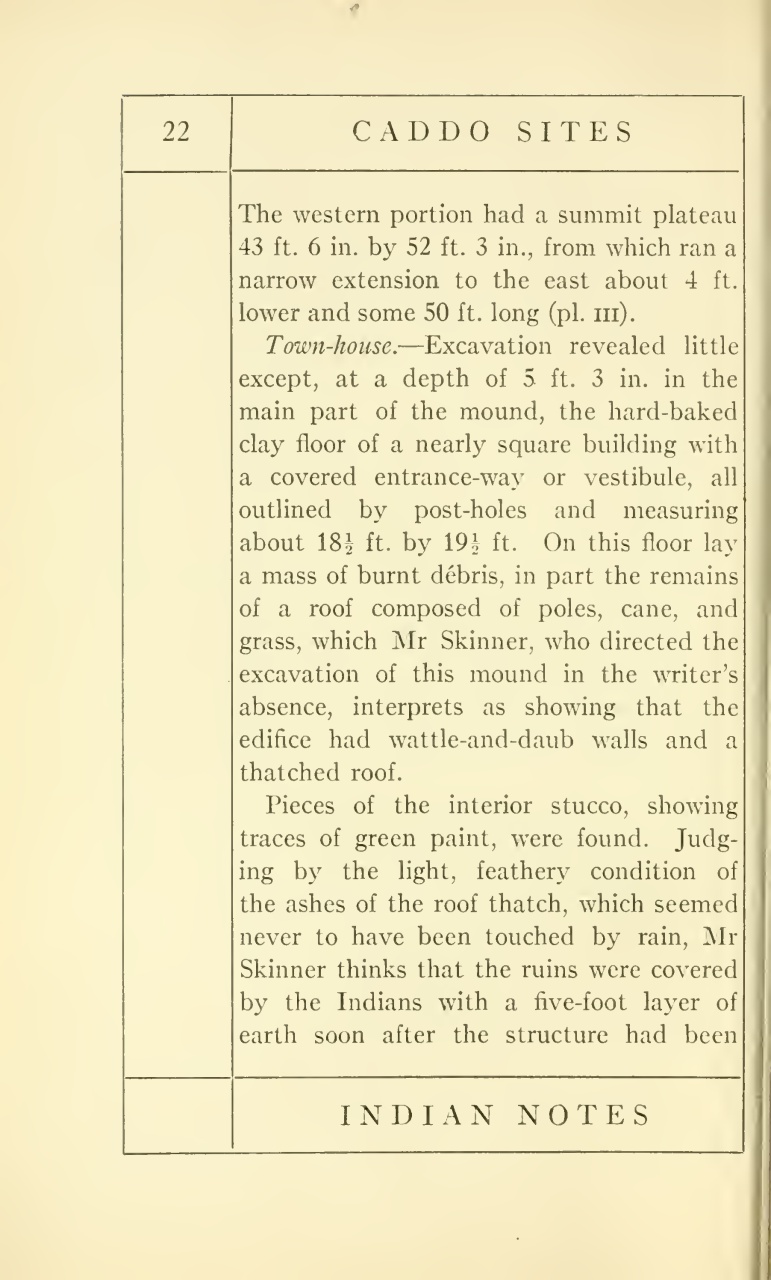 22
CADDO SITES
The western portion had a summit plateau
43 ft. 6 in. by 52 ft. 3 in., from which ran a
narrow extension to the east about 4 ft.
lower and some 50 ft. long (pl. III).
Town-house.—Excavation revealed little
except, at a depth of 5 ft. 3 in. in the
main part of the mound, the hard-baked
clay floor of a nearly square building with
a covered entrance-way or vestibule, all
outlined by post-holes and measuring
about 18½ ft. by 19½ ft. On this floor lay
a mass of burnt débris, in part the remains
of a roof composed of poles, cane, and
grass, which Mr Skinner, who directed the
excavation of this mound in the writer's
absence, interprets as showing that the
edifice had wattle-and-daub walls and a
thatched roof.
Pieces of the interior stucco, showing
traces of green paint, were found. Judg-
ing by the light, feathery condition of
the ashes of the roof thatch, which seemed
never to have been touched by rain, Mr
Skinner thinks that the ruins were covered
by the Indians with a five-foot layer of
earth soon after the structure had been
INDIAN NOTES